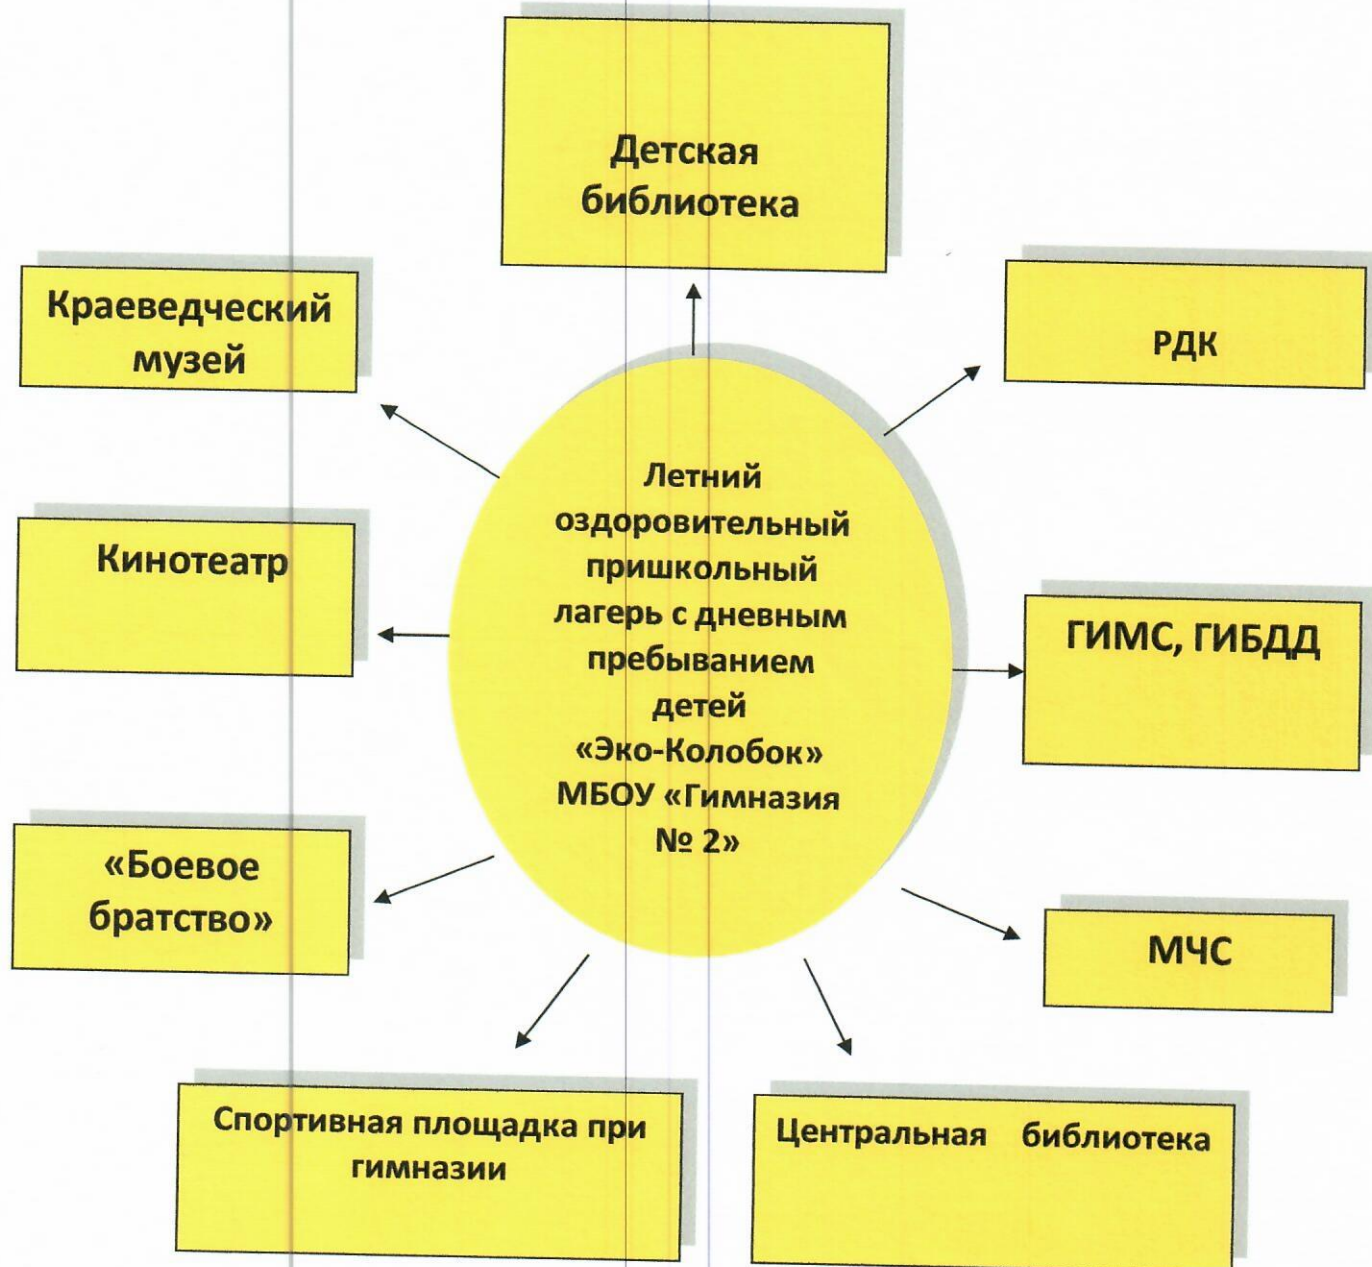 Детская
библиотека
Краеведческий
музей
РДК
Летний
оздоровительный
пришкольный
лагерь с дневным
пребыванием
детей
«Эко-Колобок»
МБОУ «Гимназия
№ 2»
Кинотеатр
ГИМС, ГИБДД
«Боевое
братство»
МЧС
Спортивная площадка при
гимназии
Центральная библиотека